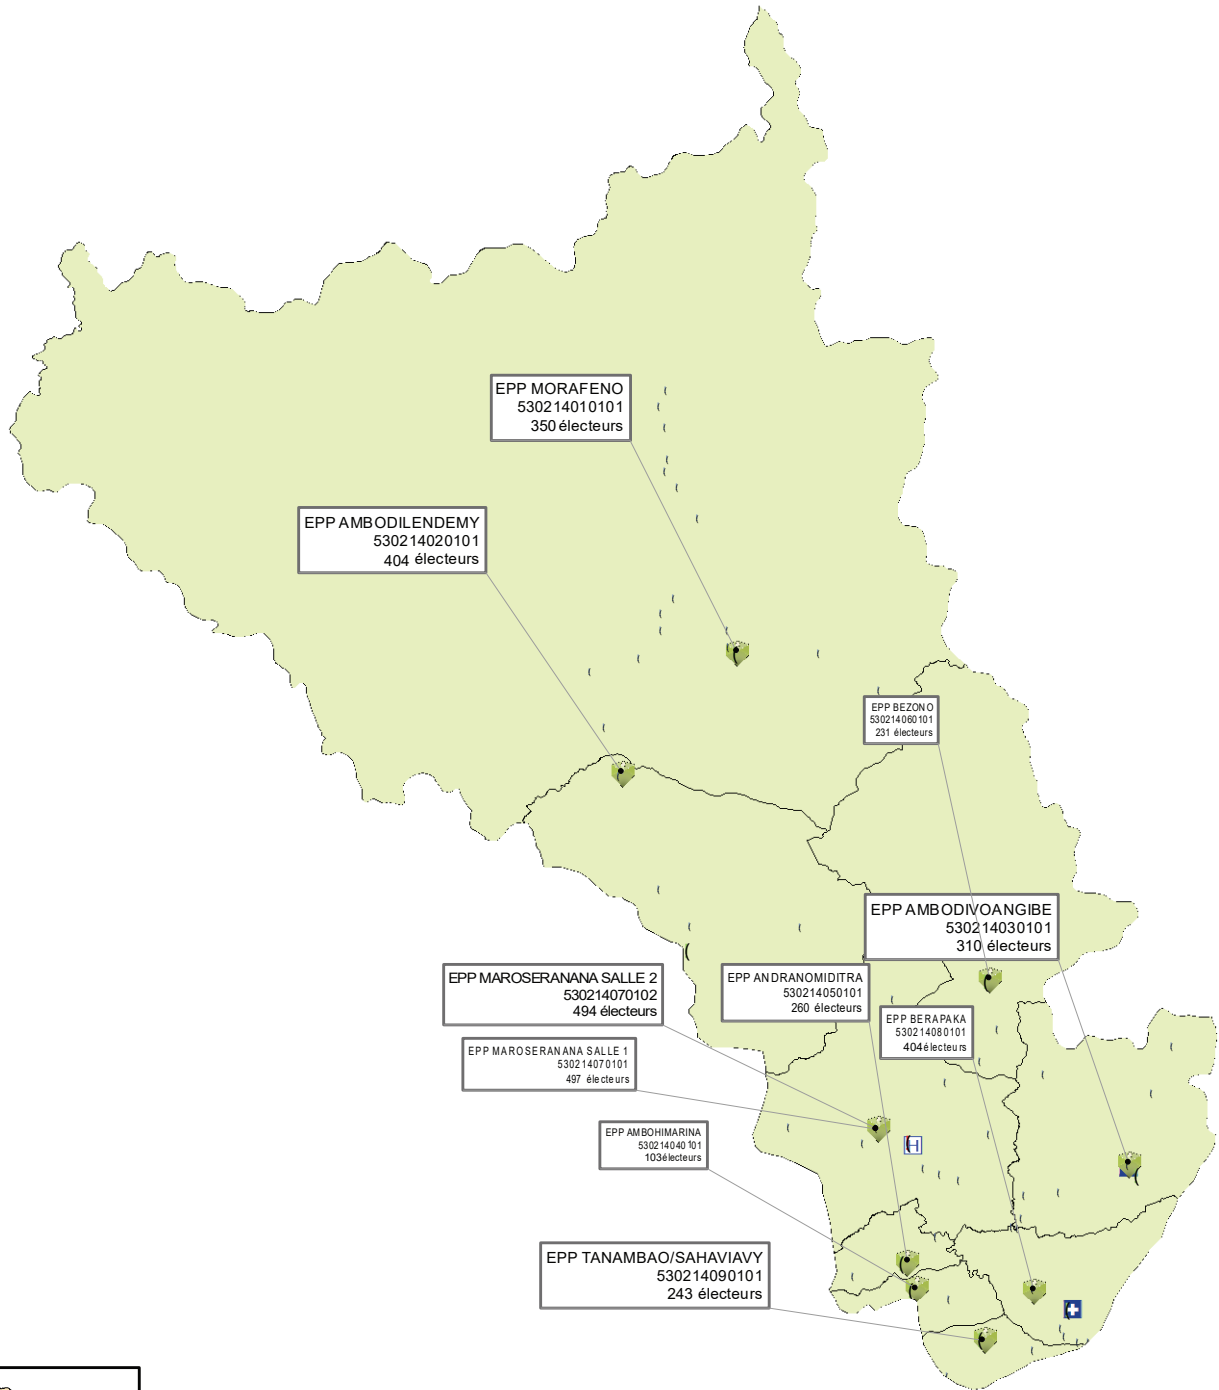 EPP MORAFENO
530214010101
350 électeurs
EPP AMBODILENDEMY
530214020101
404 électeurs
EPP BEZONO
530214060101
231 électeurs
EPP AMBODIVOANGIBE
530214030101
310 électeurs
EPP MAROSERANANA SALLE 2
530214070102
494 électeurs
EPP ANDRANOMIDITRA
530214050101
260 électeurs
EPP BERAPAKA
530214080101
404 électeurs
EPP MAROSERANANA SALLE 1
530214070101
497 électeurs
EPP AMBOHIMARINA
530214040101
103 électeurs
H
EPP TANAMBAO/SAHAVIAVY
530214090101
243 électeurs